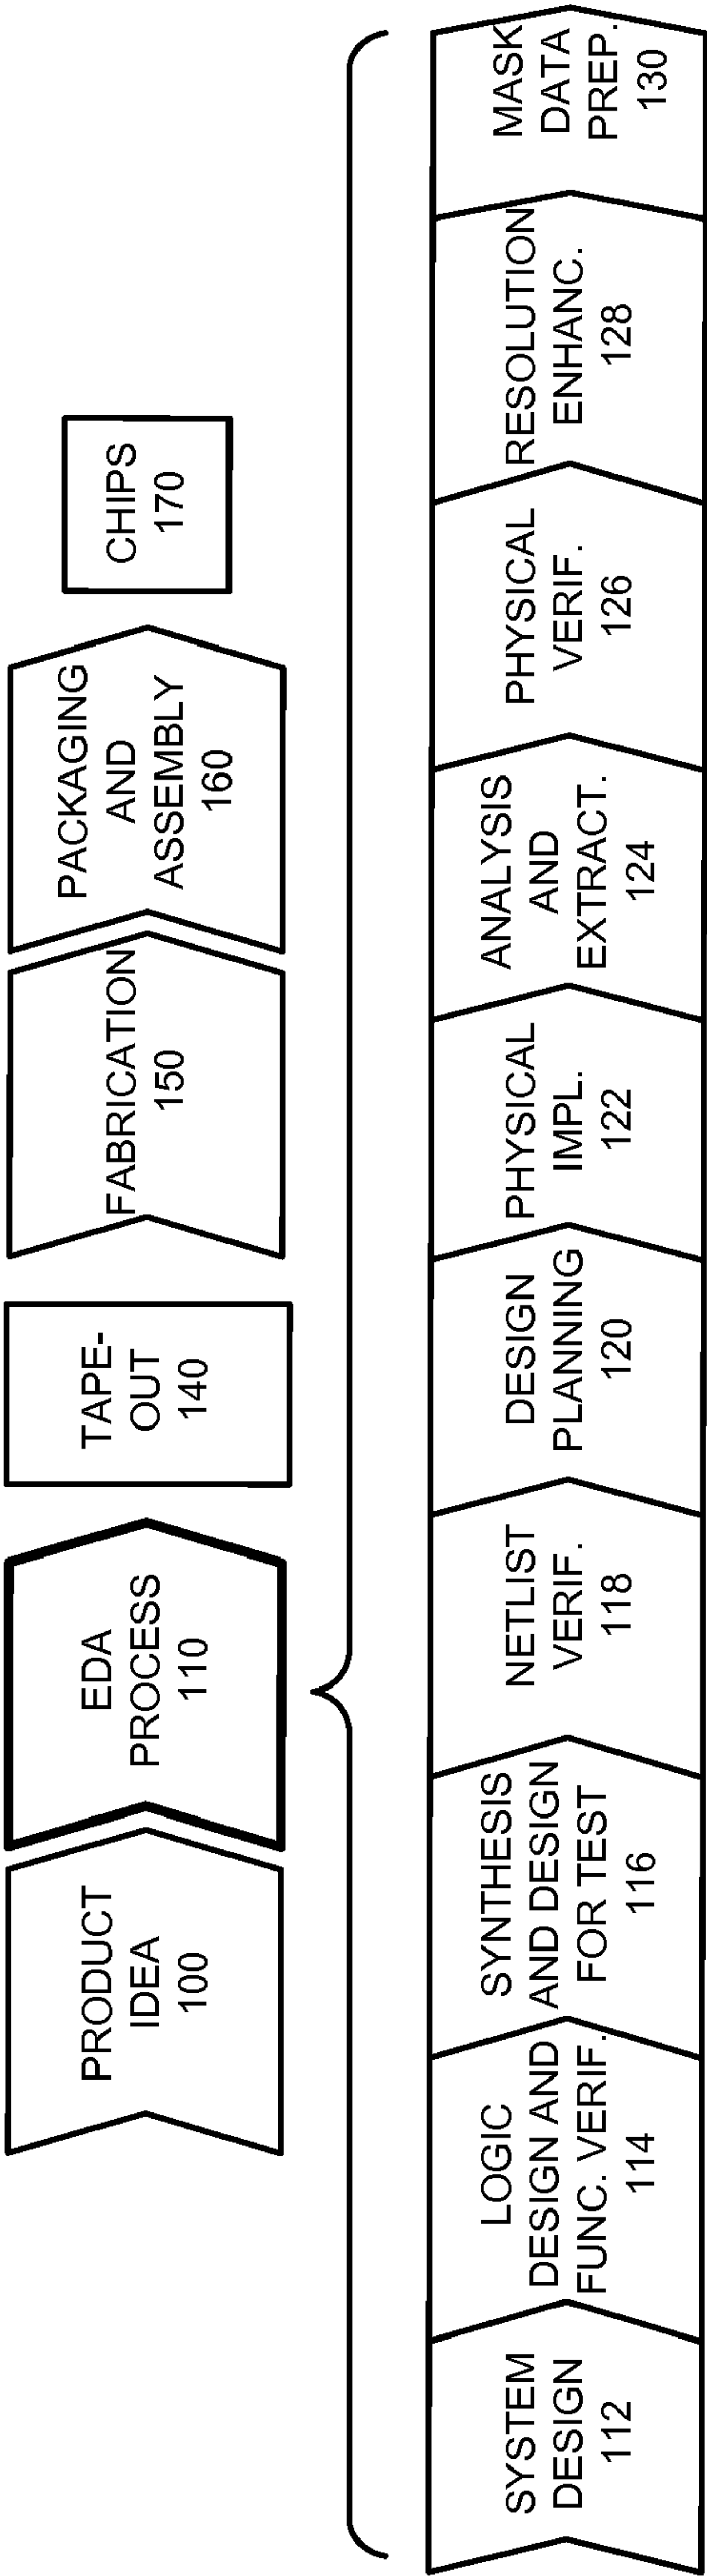 PRODUCT
IDEA
100
EDA
PROCESS
110
TAPE-
OUT
140
FABRICATION
150
PACKAGING
AND
ASSEMBLY
160
CHIPS
170
SYSTEM
DESIGN
112
LOGIC
DESIGN AND
FUNC. VERIF.
114
SYNTHESIS
AND DESIGN
FOR TEST
116
NETLIST
VERIF.
118
DESIGN
PLANNING
120
PHYSICAL
IMPL.
122
ANALYSIS
AND
EXTRACT.
124
PHYSICAL
VERIF.
126
RESOLUTION
ENHANC.
128
MASK
DATA
PREP.
130